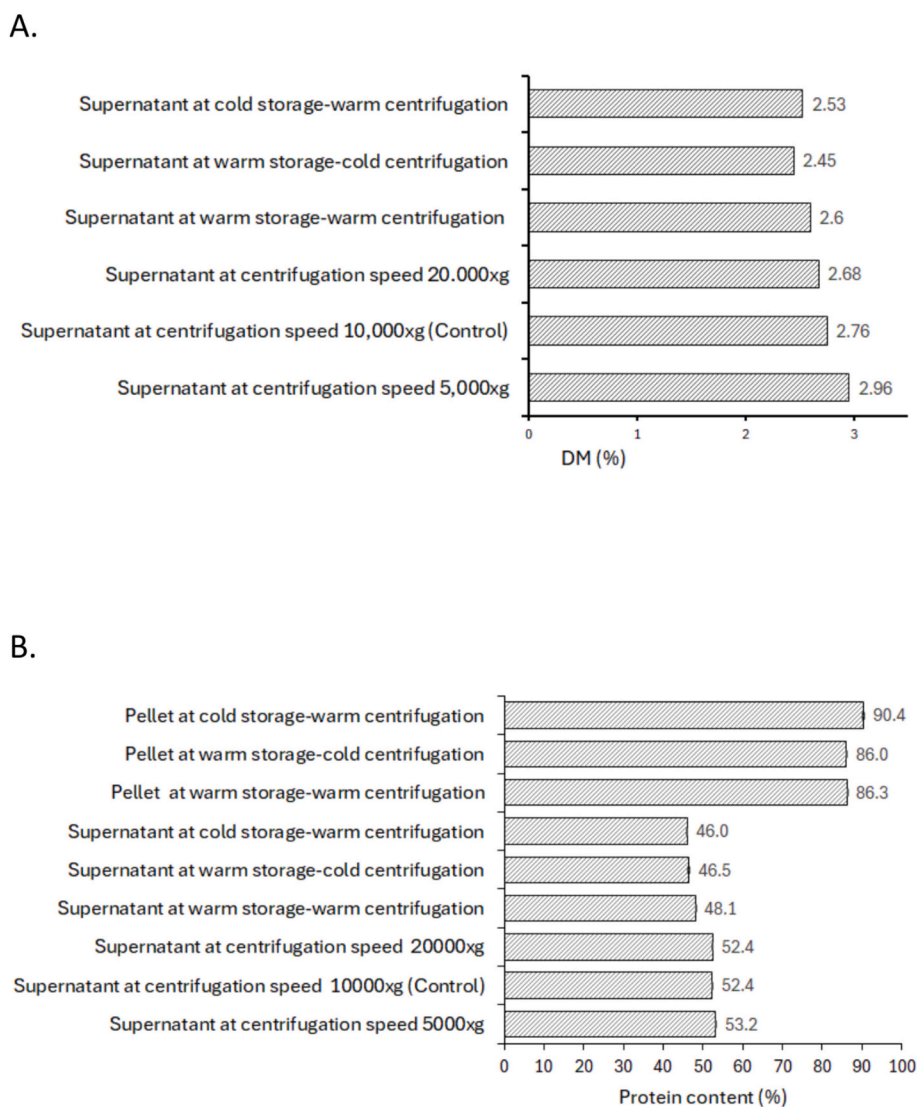 A.
Supernatant at cold storage-warm centrifugation 2.53
Supernatant at warm storage-cold centrifugation 2.45
Supernatant at warm storage-warm centrifugation 2.6
Supernatant at centrifugation speed 20.000xg 2.68
Supernatant at centrifugation speed 10,000xg (Control) 2.76
Supernatant at centrifugation speed 5,000xg 2.96
0 1 2 3
DM (%)
B.
Pellet at cold storage-warm centrifugation 90.4
Pellet at warm storage-cold centrifugation 86.0
Pellet at warm storage-warm centrifugation 86.3
Supernatant at cold storage-warm centrifugation 46.0
Supernatant at warm storage-cold centrifugation 46.5
Supernatant at warm storage-warm centrifugation 48.1
Supernatant at centrifugation speed 20000xg 52.4
Supernatant at centrifugation speed 10000xg (Control) 52.4
Supernatant at centrifugation speed 5000xg 53.2
0 10 20 30 40 50 60 70 80 90 100
Protein content (%)